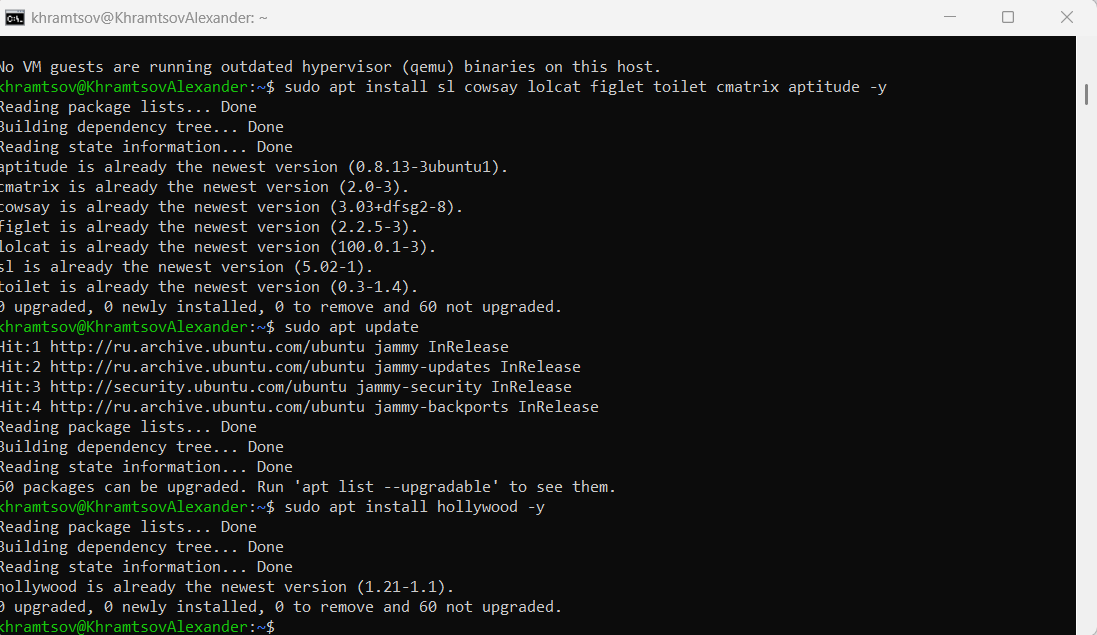 khramtsov@KhramtsovAlexander: ~
No VM guests are running outdated hypervisor (qemu) binaries on this host.
khramtsov@KhramtsovAlexander:~$ sudo apt install sl cowsay lolcat figlet toilet cmatrix aptitude -y
Reading package lists... Done
Building dependency tree... Done
Reading state information... Done
aptitude is already the newest version (0.8.13-3ubuntu1).
cmatrix is already the newest version (2.0-3).
cowsay is already the newest version (3.03+dfsg2-8).
figlet is already the newest version (2.2.5-3).
lolcat is already the newest version (100.0.1-3).
sl is already the newest version (5.02-1).
toilet is already the newest version (0.3-1.4).
0 upgraded, 0 newly installed, 0 to remove and 60 not upgraded.
khramtsov@KhramtsovAlexander:~$ sudo apt update
Hit:1 http://ru.archive.ubuntu.com/ubuntu jammy InRelease
Hit:2 http://ru.archive.ubuntu.com/ubuntu jammy-updates InRelease
Hit:3 http://security.ubuntu.com/ubuntu jammy-security InRelease
Hit:4 http://ru.archive.ubuntu.com/ubuntu jammy-backports InRelease
Reading package lists... Done
Building dependency tree... Done
Reading state information... Done
60 packages can be upgraded. Run 'apt list --upgradable' to see them.
khramtsov@KhramtsovAlexander:~$ sudo apt install hollywood -y
Reading package lists... Done
Building dependency tree... Done
Reading state information... Done
hollywood is already the newest version (1.21-1.1).
0 upgraded, 0 newly installed, 0 to remove and 60 not upgraded.
khramtsov@KhramtsovAlexander:~$